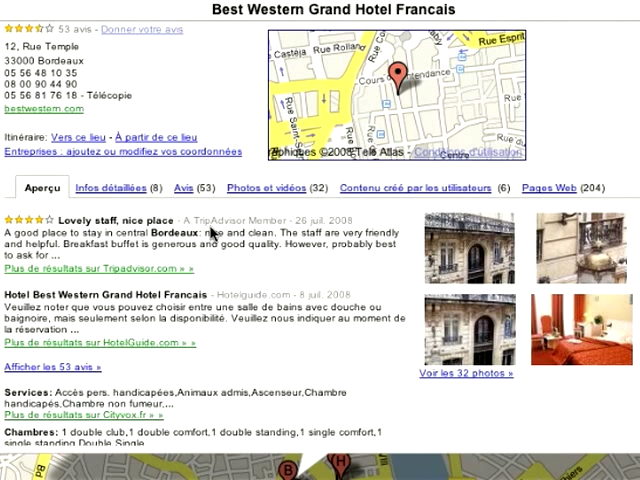 Best Western Grand Hotel Francais
53 avis - Donner votre avis
12, Rue Temple
33000 Bordeaux
05 56 48 10 35
08 00 90 44 90
05 56 81 76 18 - Télécopie
bestwestern.com
Itinéraire: Vers ce lieu - À partir de ce lieu
Entreprises : ajoutez ou modifiez vos coordonnées
Castéja
Rue Rolland
Rue Esprit
Cours
Intendance
Rue Saint-S
Rue
Rue
Centre
©2008 Tele Atlas - Conditions d'utilisation
Aperçu
Infos détaillées (8)
Avis (53)
Photos et vidéos (32)
Contenu créé par les utilisateurs (6)
Pages Web (204)
Lovely staff, nice place - A TripAdvisor Member - 26 juil. 2008
A good place to stay in central Bordeaux: nice and clean. The staff are very friendly
and helpful. Breakfast buffet is generous and good quality. However, probably best
to ask for ...
Plus de résultats sur Tripadvisor.com » »
Hotel Best Western Grand Hotel Francais - Hotelguide.com - 8 juil. 2008
Veuillez noter que vous pouvez choisir entre une salle de bains avec douche ou
baignoire, mais seulement selon la disponibilité. Veuillez nous indiquer au moment de
la réservation ...
Plus de résultats sur HotelGuide.com » »
Afficher les 53 avis »
Voir les 32 photos »
Services: Accès pers. handicapées,Animaux admis,Ascenseur,Chambre
handicapés,Chambre non fumeur,...
Plus de résultats sur Cityvox.fr » »
Chambres: 1 double club,1 double comfort,1 double standing,1 single comfort,1
single standing,Double,Single
B
H